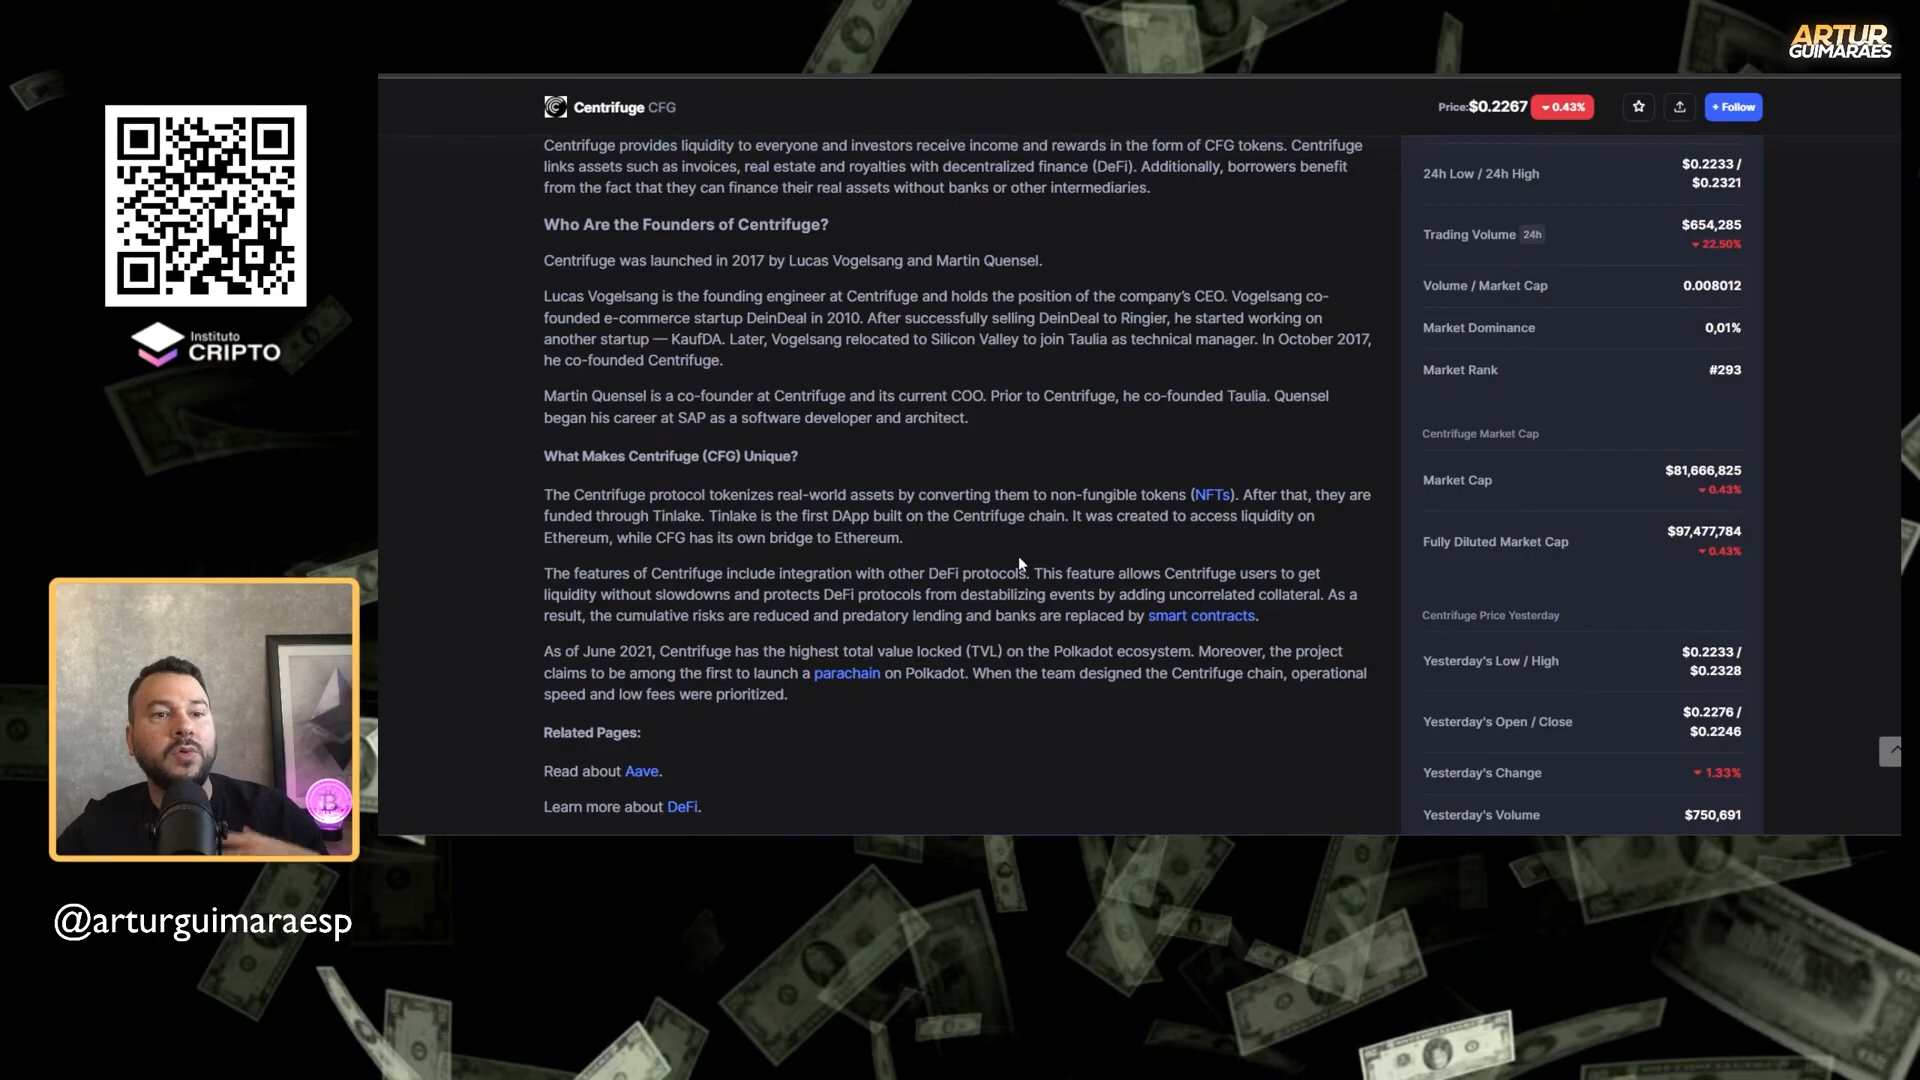 ARTUR
GUIMARAES
Centrifuge CFG
Price:$0.2267 0.43%
+ Follow
Centrifuge provides liquidity to everyone and investors receive income and rewards in the form of CFG tokens. Centrifuge
links assets such as invoices, real estate and royalties with decentralized finance (DeFi). Additionally, borrowers benefit
from the fact that they can finance their real assets without banks or other intermediaries.
Who Are the Founders of Centrifuge?
Centrifuge was launched in 2017 by Lucas Vogelsang and Martin Quensel.
Lucas Vogelsang is the founding engineer at Centrifuge and holds the position of the company's CEO. Vogelsang co-
founded e-commerce startup DeinDeal in 2010. After successfully selling DeinDeal to Ringier, he started working on
another startup — KaufDA. Later, Vogelsang relocated to Silicon Valley to join Taulia as technical manager. In October 2017,
he co-founded Centrifuge.
Martin Quensel is a co-founder at Centrifuge and its current COO. Prior to Centrifuge, he co-founded Taulia. Quensel
began his career at SAP as a software developer and architect.
What Makes Centrifuge (CFG) Unique?
The Centrifuge protocol tokenizes real-world assets by converting them to non-fungible tokens (NFTs). After that, they are
funded through Tinlake. Tinlake is the first DApp built on the Centrifuge chain. It was created to access liquidity on
Ethereum, while CFG has its own bridge to Ethereum.
The features of Centrifuge include integration with other DeFi protocols. This feature allows Centrifuge users to get
liquidity without slowdowns and protects DeFi protocols from destabilizing events by adding uncorrelated collateral. As a
result, the cumulative risks are reduced and predatory lending and banks are replaced by smart contracts.
As of June 2021, Centrifuge has the highest total value locked (TVL) on the Polkadot ecosystem. Moreover, the project
claims to be among the first to launch a parachain on Polkadot. When the team designed the Centrifuge chain, operational
speed and low fees were prioritized.
Related Pages:
Read about Aave.
Learn more about DeFi.
24h Low / 24h High
$0.2233 /
$0.2321
Trading Volume 24h
$654,285
22.50%
Volume / Market Cap
0.008012
Market Dominance
0,01%
Market Rank
#293
Centrifuge Market Cap
Market Cap
$81,666,825
0.43%
Fully Diluted Market Cap
$97,477,784
0.43%
Centrifuge Price Yesterday
Yesterday's Low / High
$0.2233 /
$0.2328
Yesterday's Open / Close
$0.2276 /
$0.2246
Yesterday's Change
1.33%
Yesterday's Volume
$750,691
Instituto
CRIPTO
@arturguimaraesp